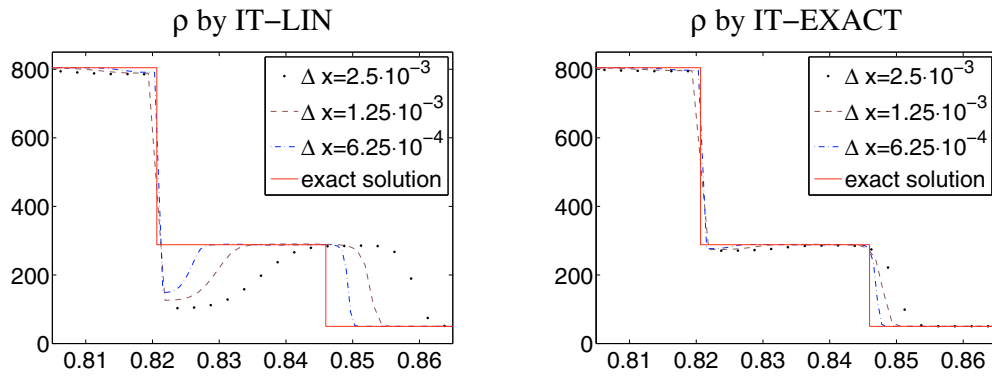 ρ by IT−LIN
800
600
400
200
0
0.81 0.82 0.83 0.84 0.85 0.86
Δ x=2.5·10−3
Δ x=1.25·10−3
Δ x=6.25·10−4
exact solution
ρ by IT−EXACT
800
600
400
200
0
0.81 0.82 0.83 0.84 0.85 0.86
Δ x=2.5·10−3
Δ x=1.25·10−3
Δ x=6.25·10−4
exact solution